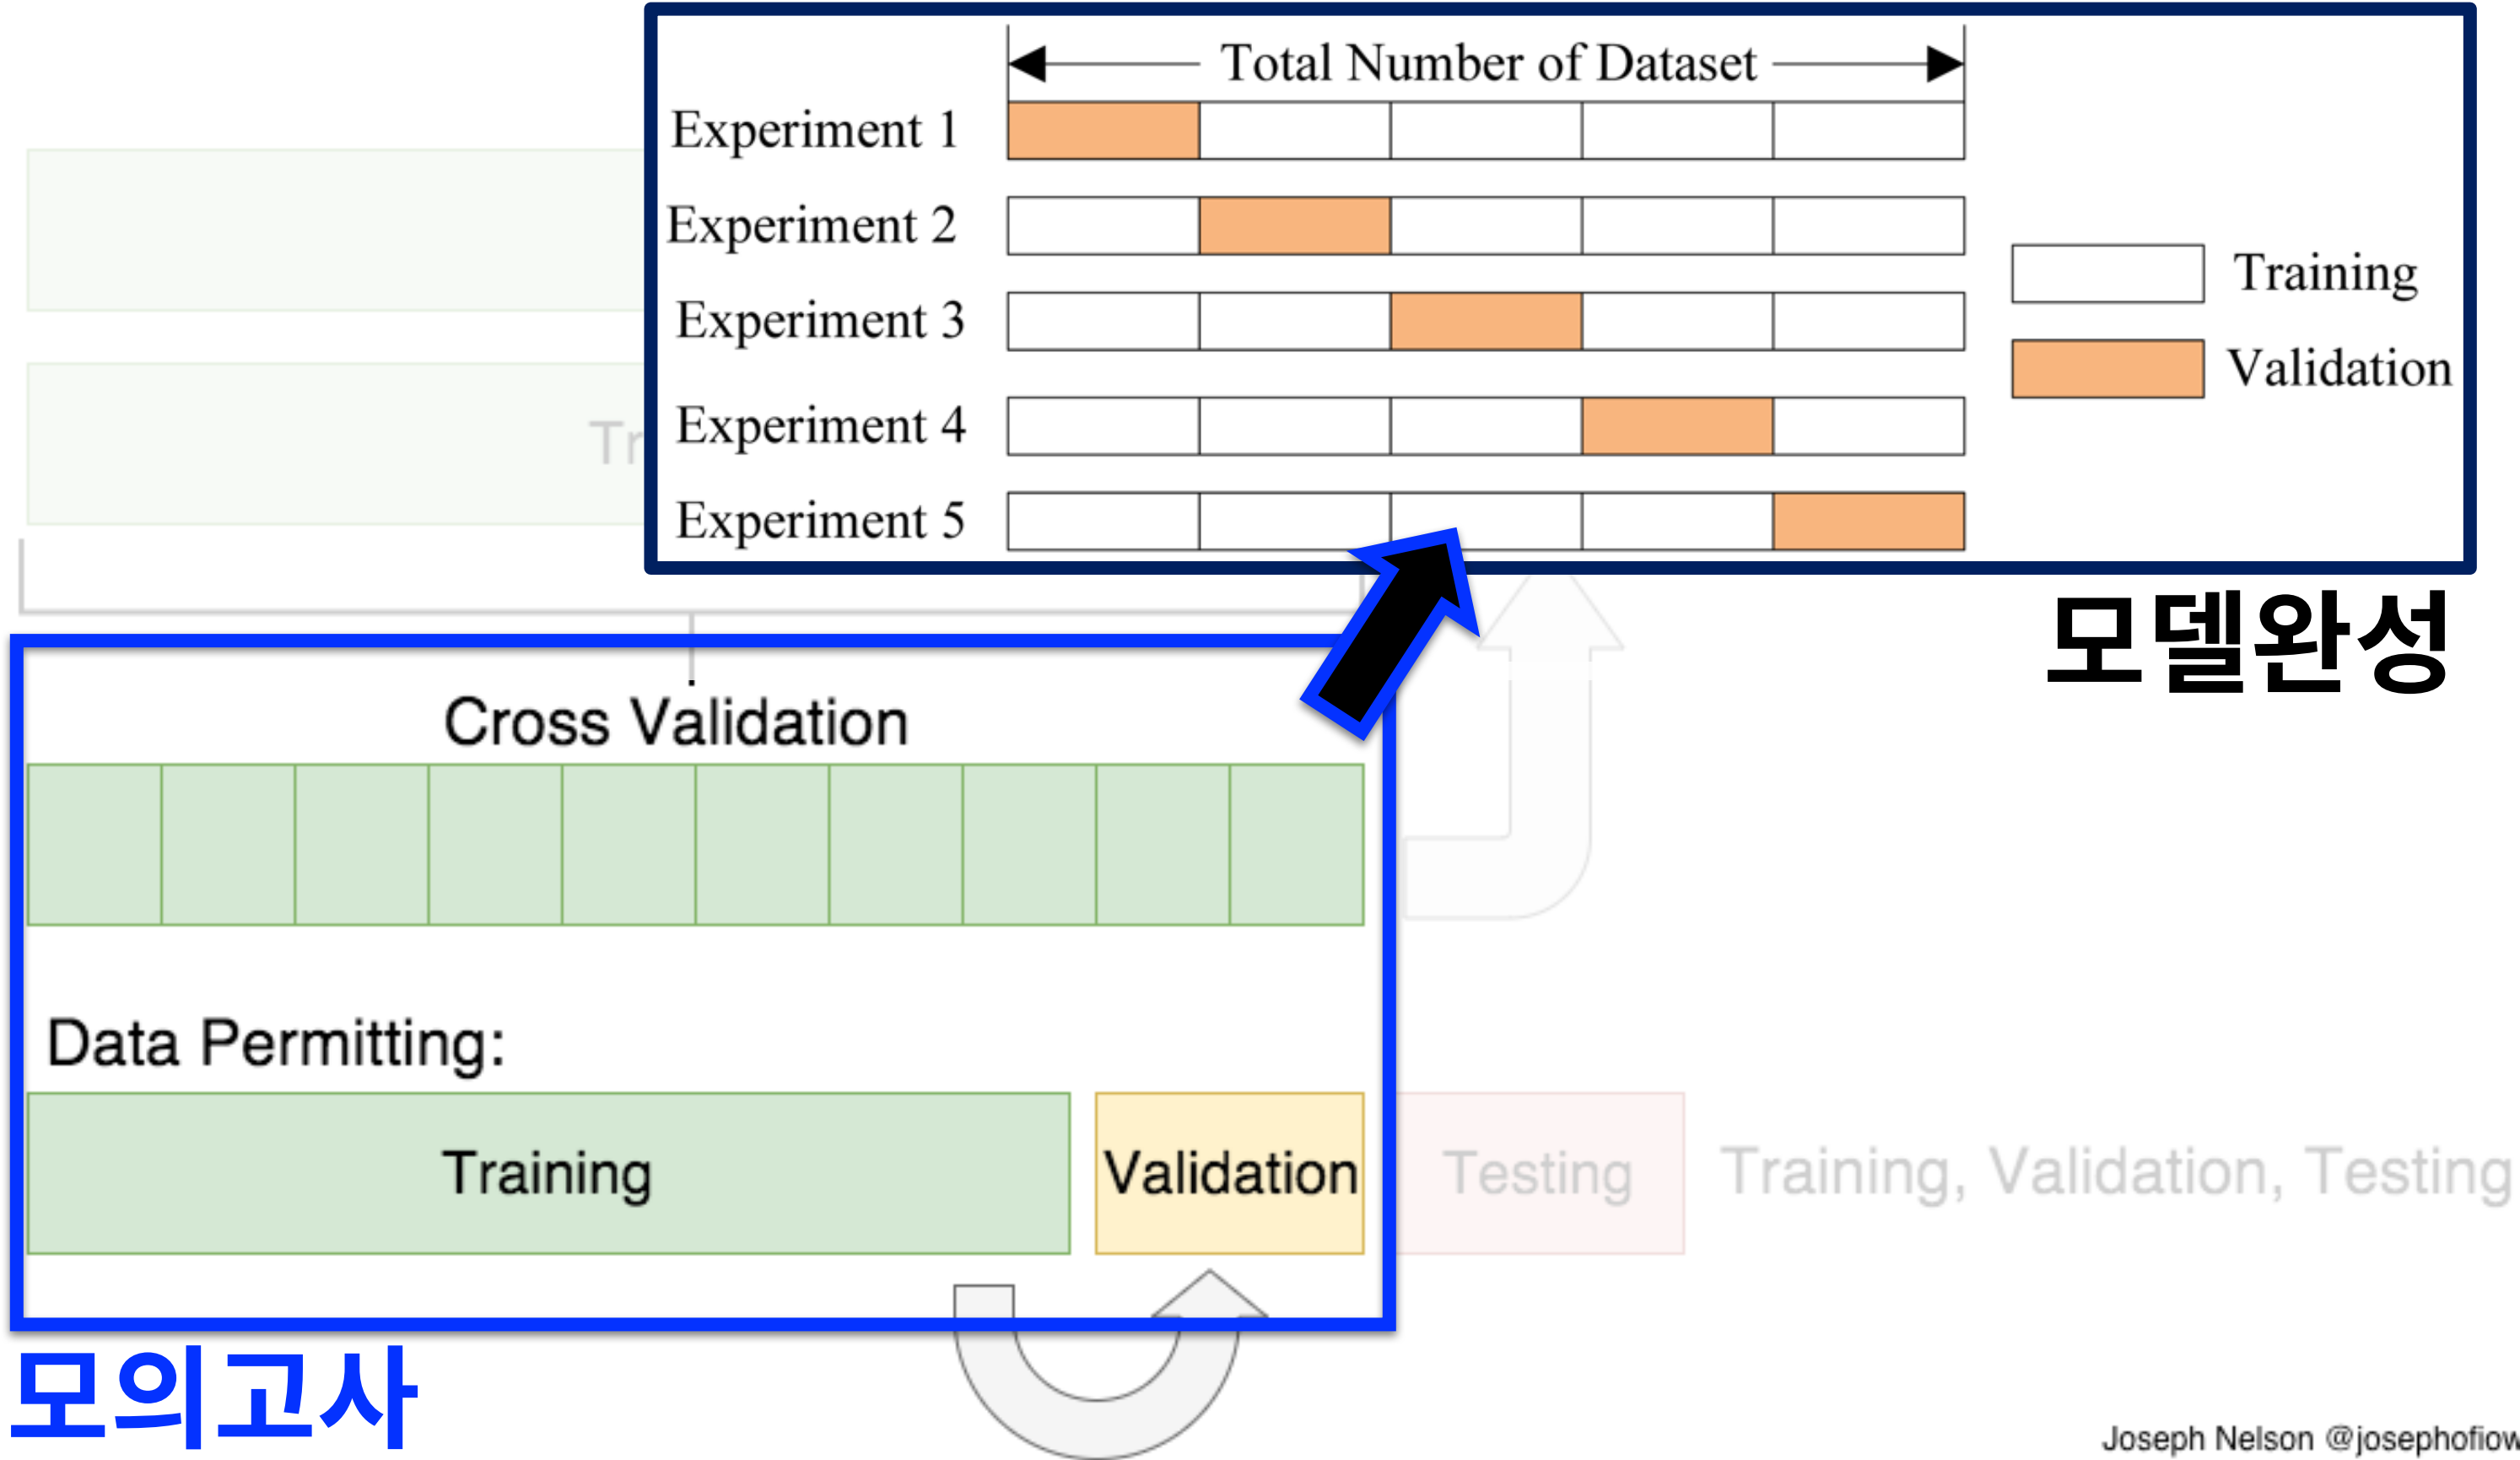 Total Number of Dataset
Experiment 1
Experiment 2
Experiment 3
Experiment 4
Experiment 5
Training
Validation
모델완성
Cross Validation
Data Permitting:
Training
Validation
Testing
Training, Validation, Testing
모의고사
Joseph Nelson @josephofiow